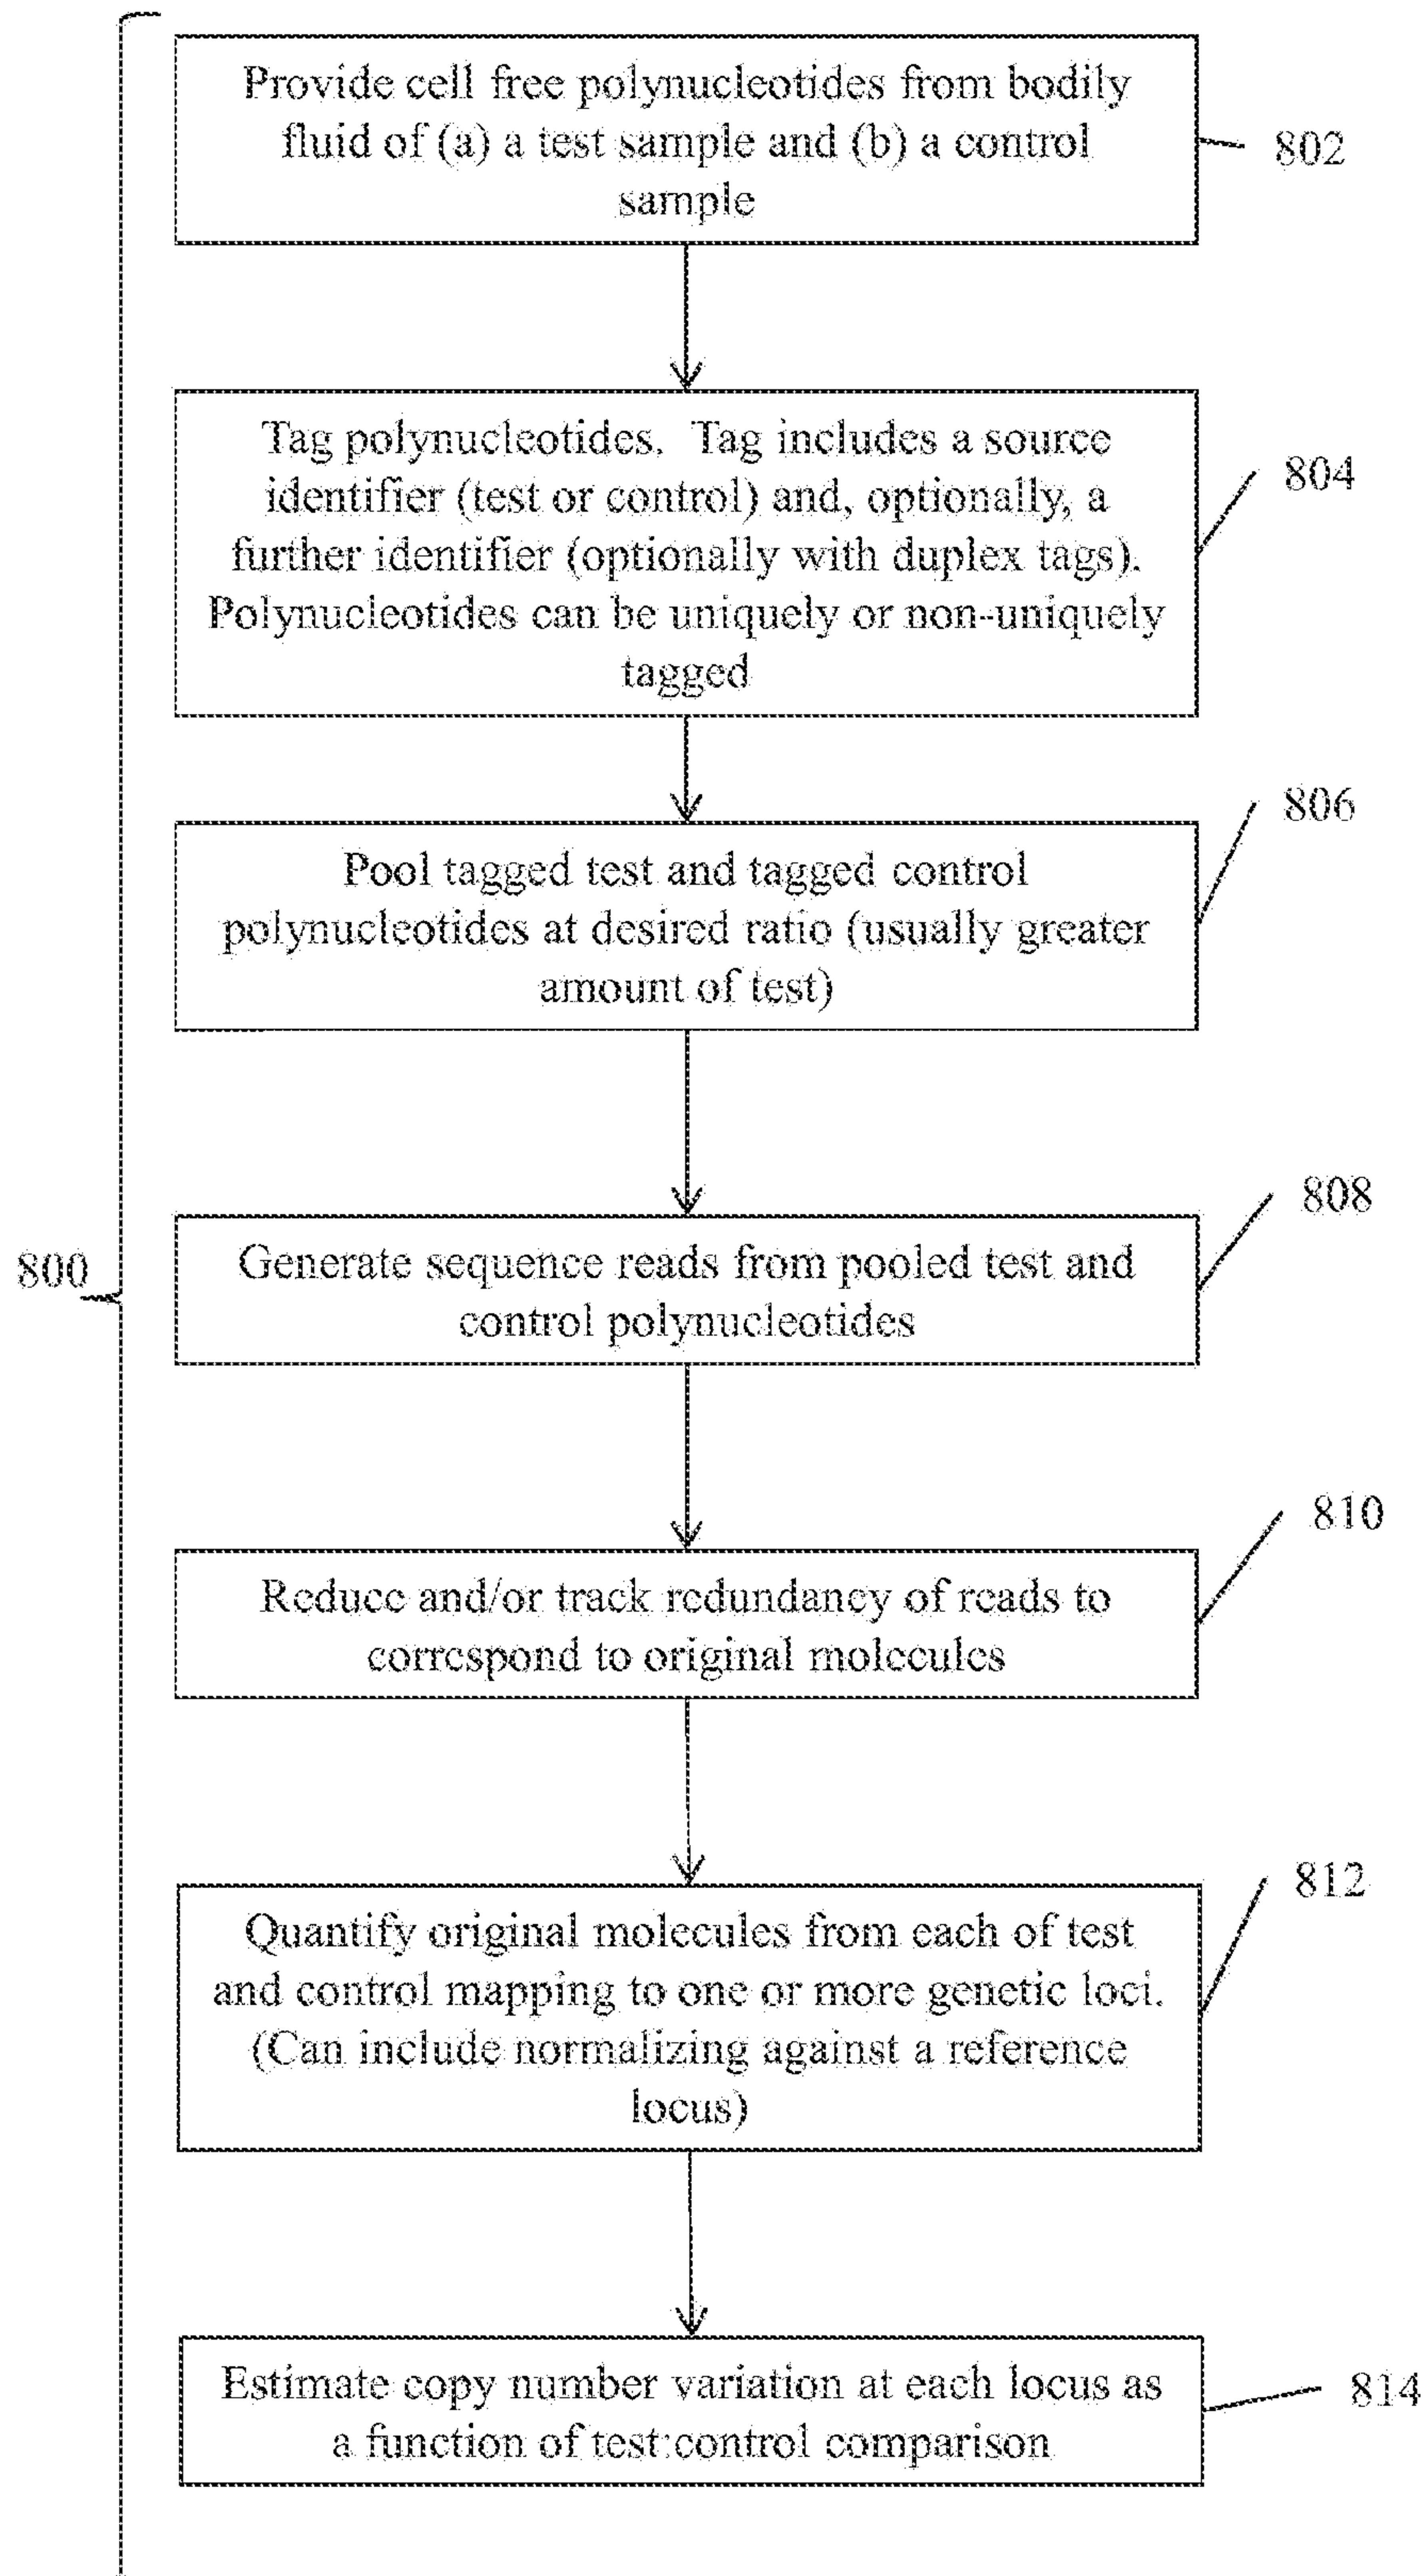 Provide cell free polynucleotides from bodily
fluid of (a) a test sample and (b) a control
sample
802
Tag polynucleotides. Tag includes a source
identifier (test or control) and, optionally, a
further identifier (optionally with duplex tags).
Polynucleotides can be uniquely or non-uniquely
tagged
804
806
Pool tagged test and tagged control
polynucleotides at desired ratio (usually greater
amount of test)
808
800
Generate sequence reads from pooled test and
control polynucleotides
810
Reduce and/or track redundancy of reads to
correspond to original molecules
812
Quantify original molecules from each of test
and control mapping to one or more genetic loci.
(Can include normalizing against a reference
locus)
Estimate copy number variation at each locus as
a function of test:control comparison
814